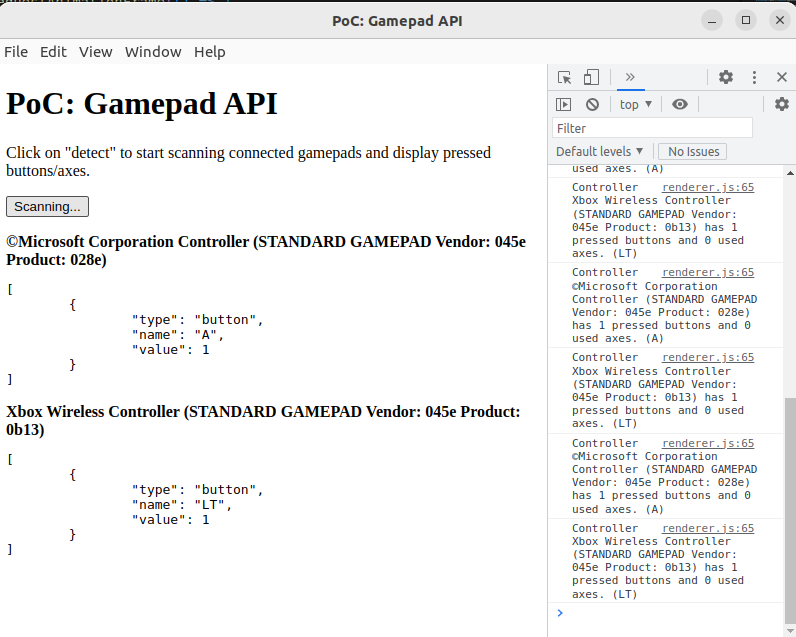 PoC: Gamepad API
File Edit View Window Help
PoC: Gamepad API
Click on "detect" to start scanning connected gamepads and display pressed
buttons/axes.
Scanning...
©Microsoft Corporation Controller (STANDARD GAMEPAD Vendor: 045e
Product: 028e)
[
{
"type": "button",
"name": "A",
"value": 1
}
]
Xbox Wireless Controller (STANDARD GAMEPAD Vendor: 045e Product:
0b13)
[
{
"type": "button",
"name": "LT",
"value": 1
}
]
top
Filter
Default levels
No Issues
used axes. (A)
Controller renderer.js:65
Xbox Wireless Controller
(STANDARD GAMEPAD Vendor:
045e Product: 0b13) has 1
pressed buttons and 0 used
axes. (LT)
Controller renderer.js:65
©Microsoft Corporation
Controller (STANDARD GAMEPAD
Vendor: 045e Product: 028e)
has 1 pressed buttons and 0
used axes. (A)
Controller renderer.js:65
Xbox Wireless Controller
(STANDARD GAMEPAD Vendor:
045e Product: 0b13) has 1
pressed buttons and 0 used
axes. (LT)
Controller renderer.js:65
©Microsoft Corporation
Controller (STANDARD GAMEPAD
Vendor: 045e Product: 028e)
has 1 pressed buttons and 0
used axes. (A)
Controller renderer.js:65
Xbox Wireless Controller
(STANDARD GAMEPAD Vendor:
045e Product: 0b13) has 1
pressed buttons and 0 used
axes. (LT)